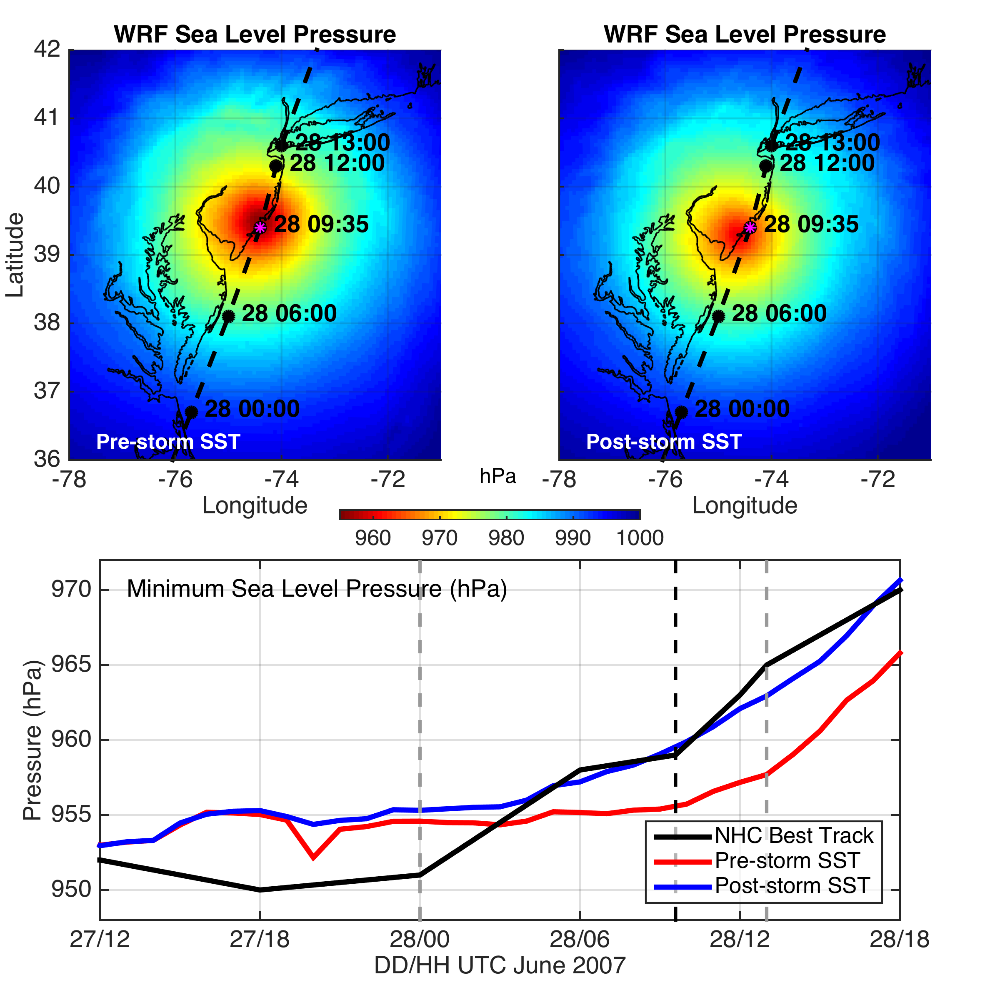 WRF Sea Level Pressure
WRF Sea Level Pressure
42
41
40
39
38
37
36
Latitude
28 13:00
28 12:00
28 09:35
28 06:00
28 00:00
Pre-storm SST
-78
-76
-74
-72
Longitude
28 13:00
28 12:00
28 09:35
28 06:00
28 00:00
Post-storm SST
-78
-76
-74
-72
Longitude
hPa
960
970
980
990
1000
Minimum Sea Level Pressure (hPa)
970
965
960
955
950
Pressure (hPa)
NHC Best Track
Pre-storm SST
Post-storm SST
27/12
27/18
28/00
28/06
28/12
28/18
DD/HH UTC June 2007